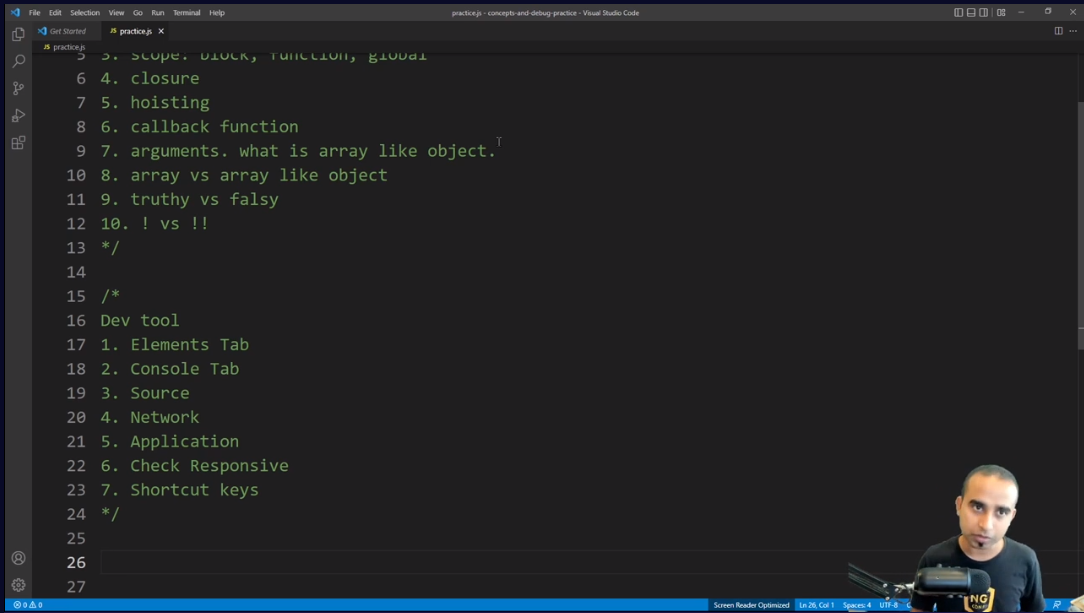 File Edit Selection View Go Run Terminal Help
practice.js - concepts-and-debug-practice - Visual Studio Code
Get Started
JS practice.js
JS practice.js
5 3. scope: block, function, global
6 4. closure
7 5. hoisting
8 6. callback function
9 7. arguments. what is array like object.
10 8. array vs array like object
11 9. truthy vs falsy
12 10. ! vs !!
13 */
14
15 /*
16 Dev tool
17 1. Elements Tab
18 2. Console Tab
19 3. Source
20 4. Network
21 5. Application
22 6. Check Responsive
23 7. Shortcut keys
24 */
25
26
27
NG
0 0 Screen Reader Optimized Ln 26, Col 1 Spaces: 4 UTF-8